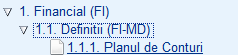 1. Financial (FI)
1.1. Definitii (FI-MD)
1.1.1. Planul de Conturi